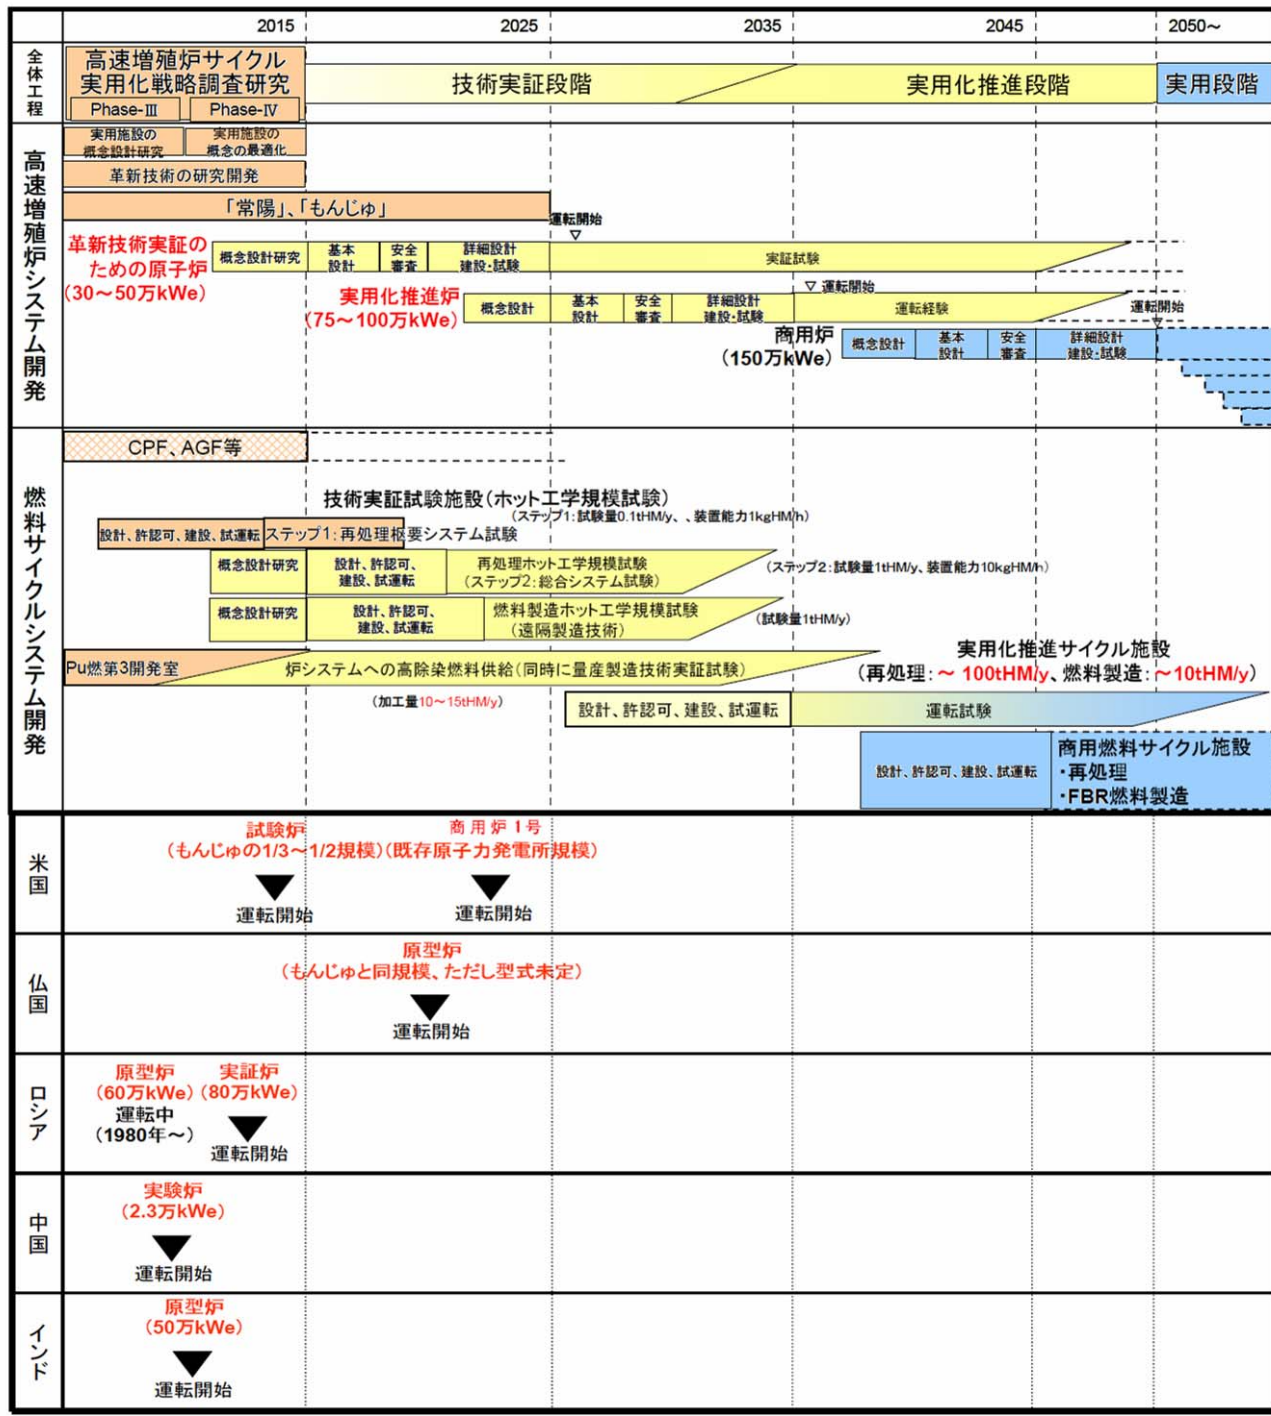 2015
2025
2035
2045
2050～
全体工程
高速増殖炉サイクル
実用化戦略調査研究
Phase-Ⅲ
Phase-Ⅳ
技術実証段階
実用化推進段階
実用段階
高速増殖炉システム開発
実用施設の
概念設計研究
実用施設の
概念の最適化
革新技術の研究開発
「常陽」、「もんじゅ」
運転開始
革新技術実証の
ための原子炉
(30～50万kWe)
概念設計研究
基本
設計
安全
審査
詳細設計
建設・試験
実証試験
実用化推進炉
(75～100万kWe)
概念設計
基本
設計
安全
審査
詳細設計
建設・試験
運転開始
運転経験
運転開始
商用炉
(150万kWe)
概念設計
基本
設計
安全
審査
詳細設計
建設・試験
燃料サイクルシステム開発
CPF、AGF等
技術実証試験施設(ホット工学規模試験)
(ステップ1:試験量0.1tHM/y、、装置能力1kgHM/h)
設計、許認可、建設、試運転
ステップ1:再処理枢要システム試験
概念設計研究
設計、許認可、
建設、試運転
再処理ホット工学規模試験
(ステップ2:総合システム試験)
(ステップ2:試験量1tHM/y、装置能力10kgHM/h)
概念設計研究
設計、許認可、
建設、試運転
燃料製造ホット工学規模試験
(遠隔製造技術)
(試験量1tHM/y)
Pu燃第3開発室
炉システムへの高除染燃料供給(同時に量産製造技術実証試験)
(加工量10～15tHM/y)
実用化推進サイクル施設
(再処理:～100tHM/y、燃料製造:～10tHM/y)
設計、許認可、建設、試運転
運転試験
設計、許認可、建設、試運転
商用燃料サイクル施設
・再処理
・FBR燃料製造
米国
試験炉
(もんじゅの1/3～1/2規模)
運転開始
商用炉1号
(既存原子力発電所規模)
運転開始
仏国
原型炉
(もんじゅと同規模、ただし型式未定)
運転開始
ロシア
原型炉
(60万kWe)
運転中
(1980年～)
実証炉
(80万kWe)
運転開始
中国
実験炉
(2.3万kWe)
運転開始
インド
原型炉
(50万kWe)
運転開始